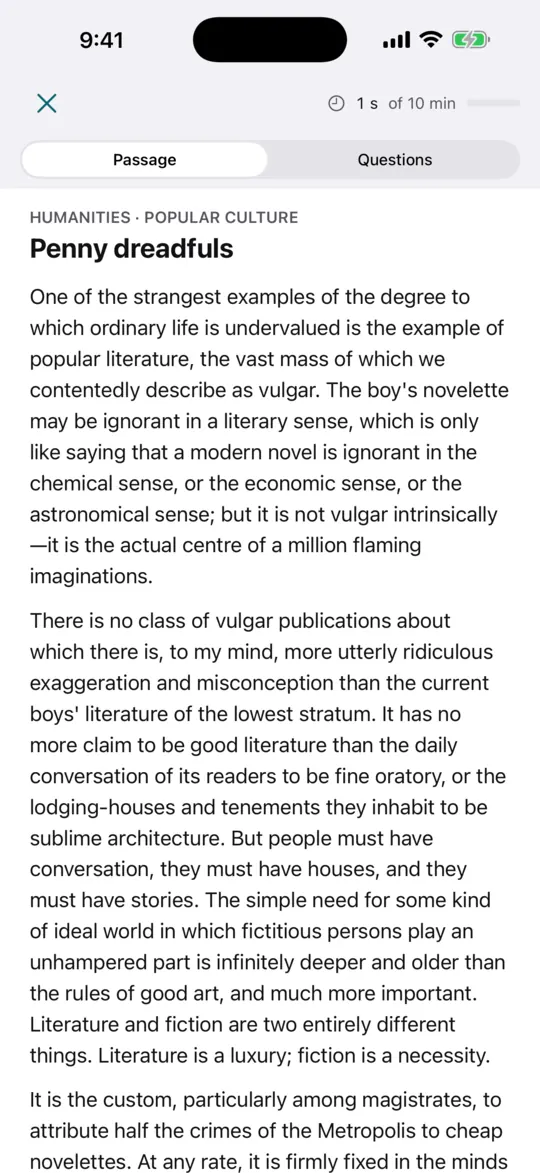 9:41
1 s of 10 min
Passage
Questions
HUMANITIES · POPULAR CULTURE
Penny dreadfuls
One of the strangest examples of the degree to
which ordinary life is undervalued is the example of
popular literature, the vast mass of which we
contentedly describe as vulgar. The boy's novelette
may be ignorant in a literary sense, which is only
like saying that a modern novel is ignorant in the
chemical sense, or the economic sense, or the
astronomical sense; but it is not vulgar intrinsically
—it is the actual centre of a million flaming
imaginations.
There is no class of vulgar publications about
which there is, to my mind, more utterly ridiculous
exaggeration and misconception than the current
boys' literature of the lowest stratum. It has no
more claim to be good literature than the daily
conversation of its readers to be fine oratory, or the
lodging-houses and tenements they inhabit to be
sublime architecture. But people must have
conversation, they must have houses, and they
must have stories. The simple need for some kind
of ideal world in which fictitious persons play an
unhampered part is infinitely deeper and older than
the rules of good art, and much more important.
Literature and fiction are two entirely different
things. Literature is a luxury; fiction is a necessity.
It is the custom, particularly among magistrates, to
attribute half the crimes of the Metropolis to cheap
novelettes. At any rate, it is firmly fixed in the minds